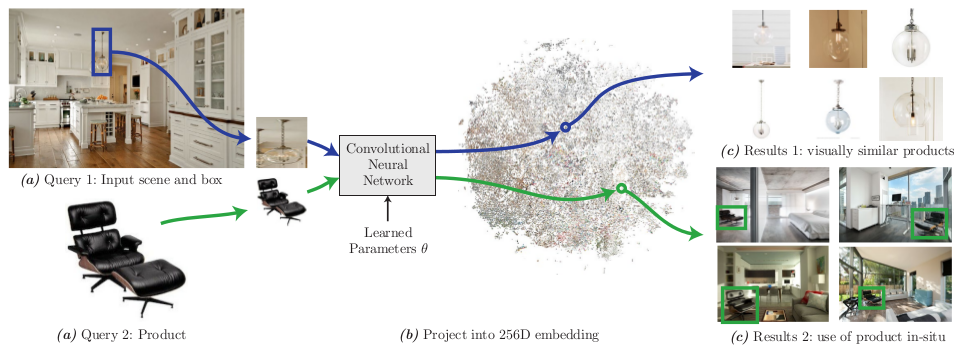 (a) Query 1: Input scene and box
(a) Query 2: Product
Convolutional
Neural
Network
Learned
Parameters θ
(b) Project into 256D embedding
(c) Results 1: visually similar products
(c) Results 2: use of product in-situ